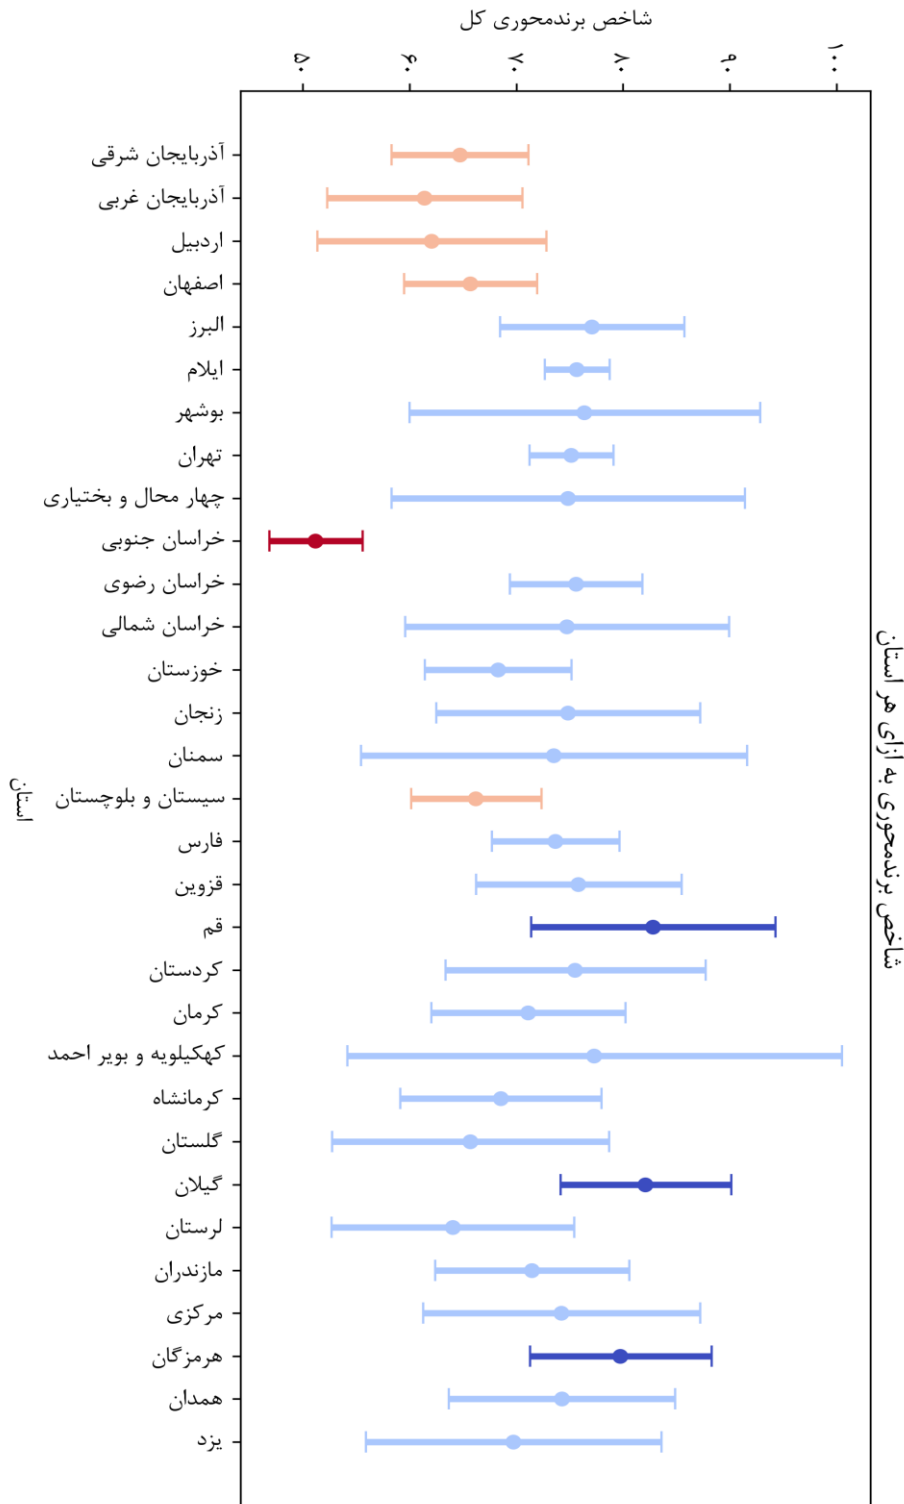 شاخص برندمحوری کل
۵۰
۶۰
۷۰
۸۰
۹۰
۱۰۰
آذربایجان شرقی
آذربایجان غربی
اردبیل
اصفهان
البرز
ایلام
بوشهر
تهران
چهار محال و بختیاری
خراسان جنوبی
خراسان رضوی
خراسان شمالی
خوزستان
زنجان
سمنان
سیستان و بلوچستان
فارس
قزوین
قم
کردستان
کرمان
کهکیلویه و بویر احمد
کرمانشاه
گلستان
گیلان
لرستان
مازندران
مرکزی
هرمزگان
همدان
یزد
استان
شاخص برندمحوری به ازای هر استان